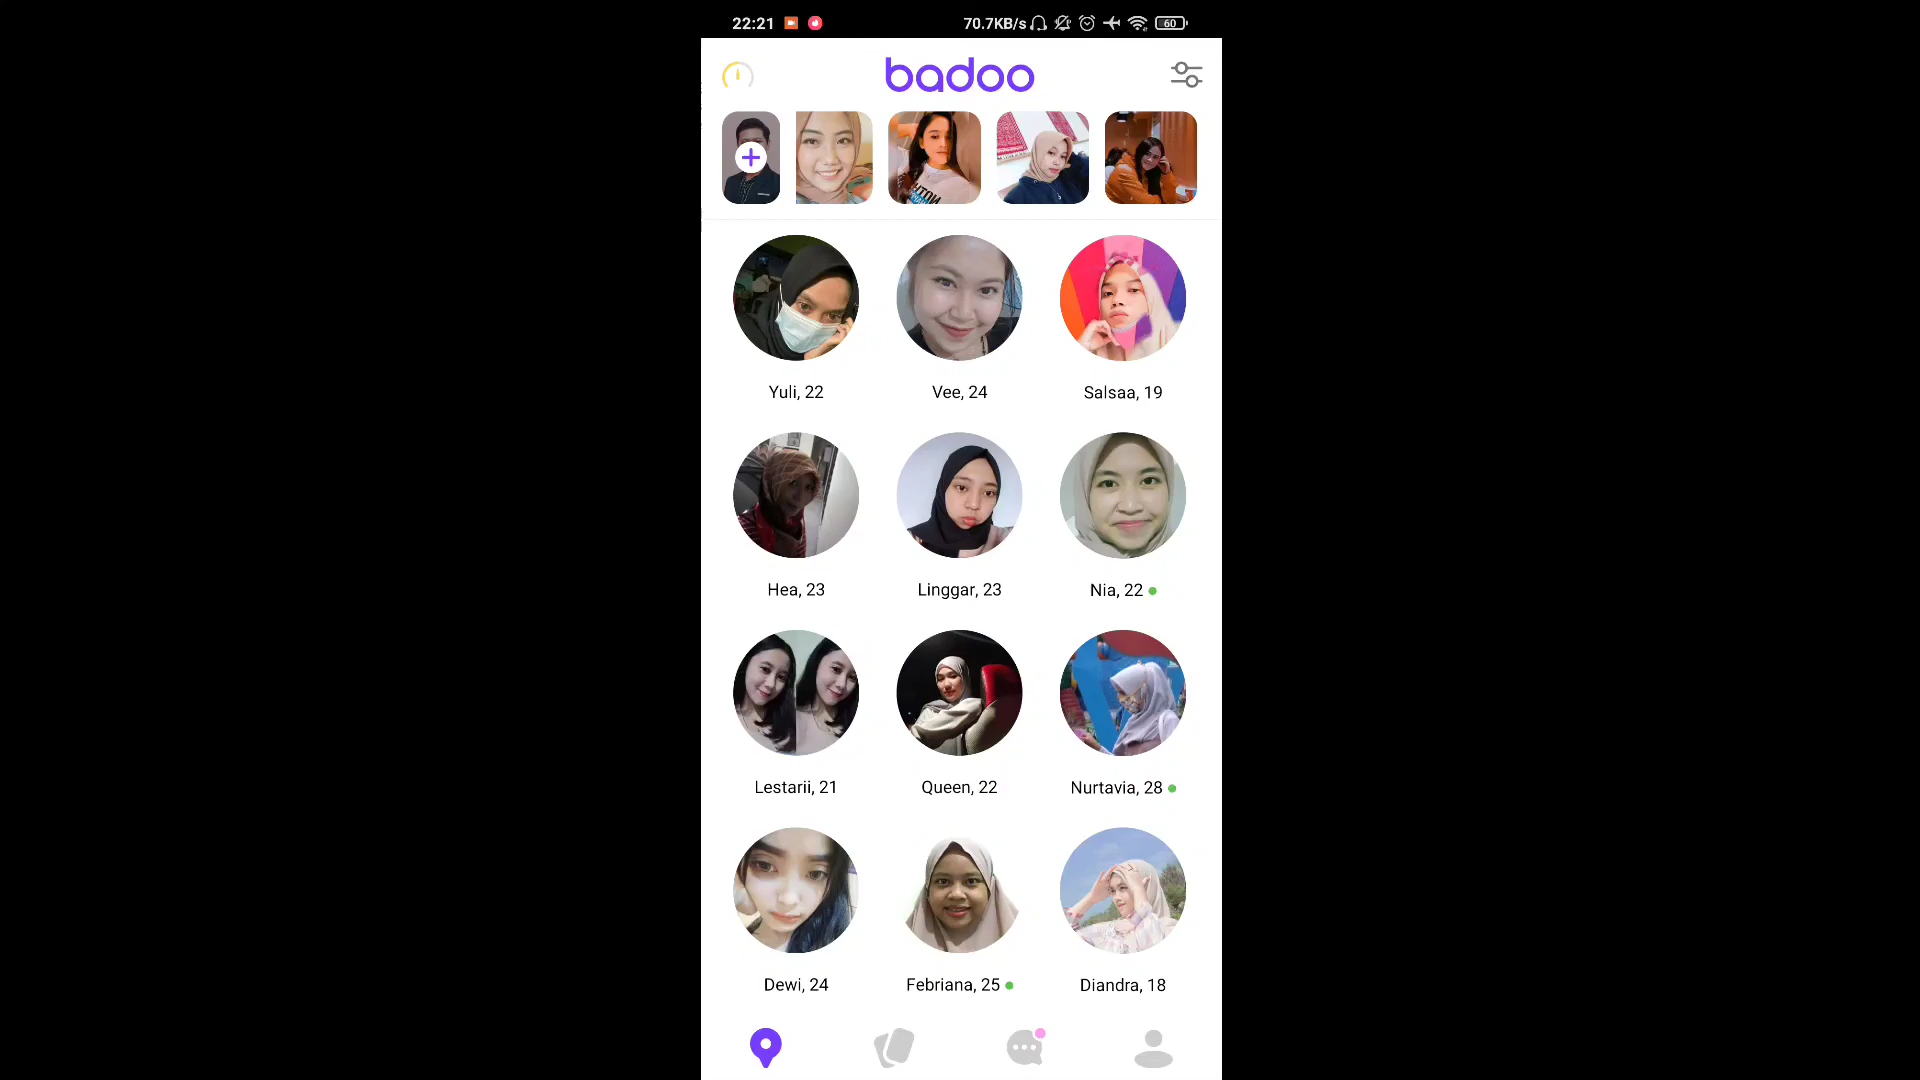 22:21 70.7KB/s 60
badoo
Yuli, 22 Vee, 24 Salsaa, 19
Hea, 23 Linggar, 23 Nia, 22
Lestarii, 21 Queen, 22 Nurtavia, 28
Dewi, 24 Febriana, 25 Diandra, 18